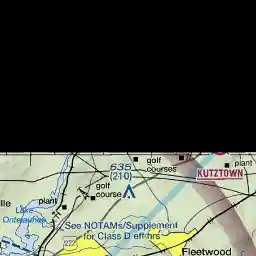 635
(210)
golf
courses
plant
KUTZTOWN
golf
course
lle
plant
Lake
Ontelaunee
See NOTAMs/Supplement
for Class D eff hrs
Fleetwood